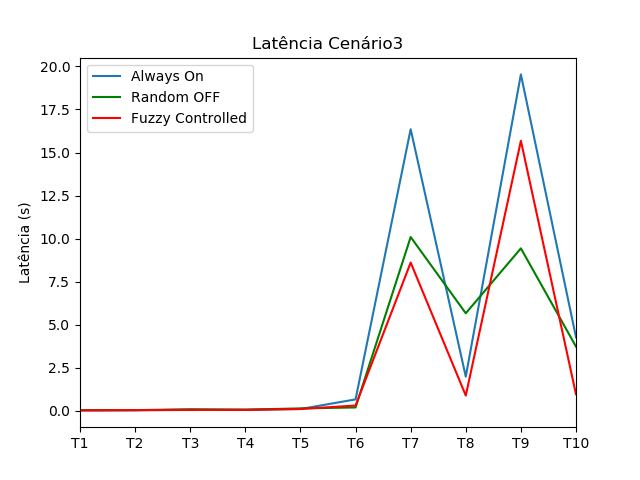 Latência Cenário3
Always On
Random OFF
Fuzzy Controlled
Latência (s)
20.0
17.5
15.0
12.5
10.0
7.5
5.0
2.5
0.0
T1 T2 T3 T4 T5 T6 T7 T8 T9 T10